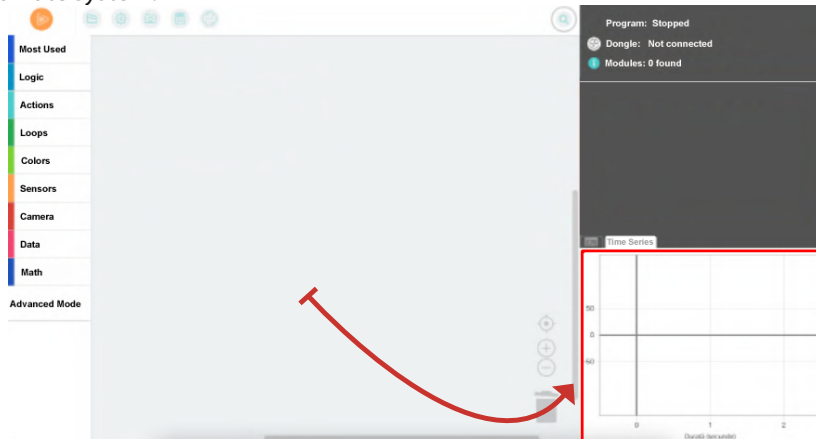 Program: Stopped
Dongle: Not connected
Modules: 0 found
Most Used
Logic
Actions
Loops
Colors
Sensors
Camera
Data
Math
Advanced Mode
Time Series
50
0
-50
0
1
2